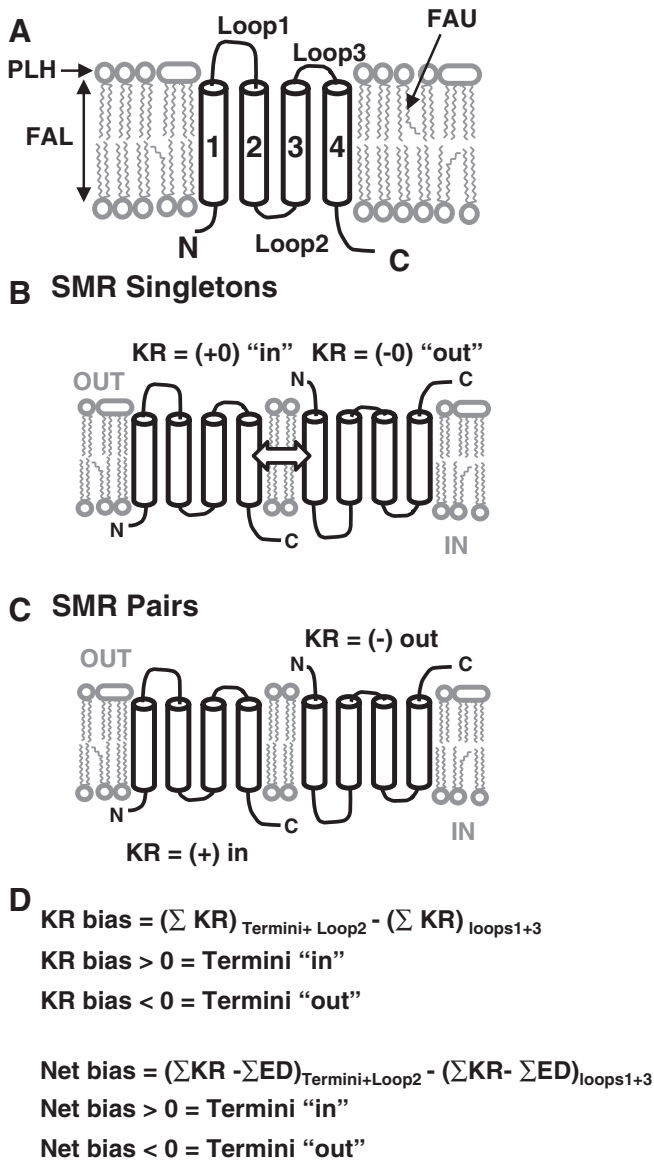 A
Loop1
FAU
Loop3
PLH
FAL
1 2 3 4
N
Loop2
C
B SMR Singletons
KR = (+0) “in” KR = (-0) “out”
OUT
N
C
N
C
IN
C SMR Pairs
KR = (-) out
OUT
N
C
N
C
IN
KR = (+) in
D
KR bias = (∑ KR) Termini+ Loop2 - (∑ KR) loops1+3
KR bias > 0 = Termini “in”
KR bias < 0 = Termini “out”
Net bias = (∑KR -∑ED)Termini+Loop2 - (∑KR- ∑ED)loops1+3
Net bias > 0 = Termini “in”
Net bias < 0 = Termini “out”